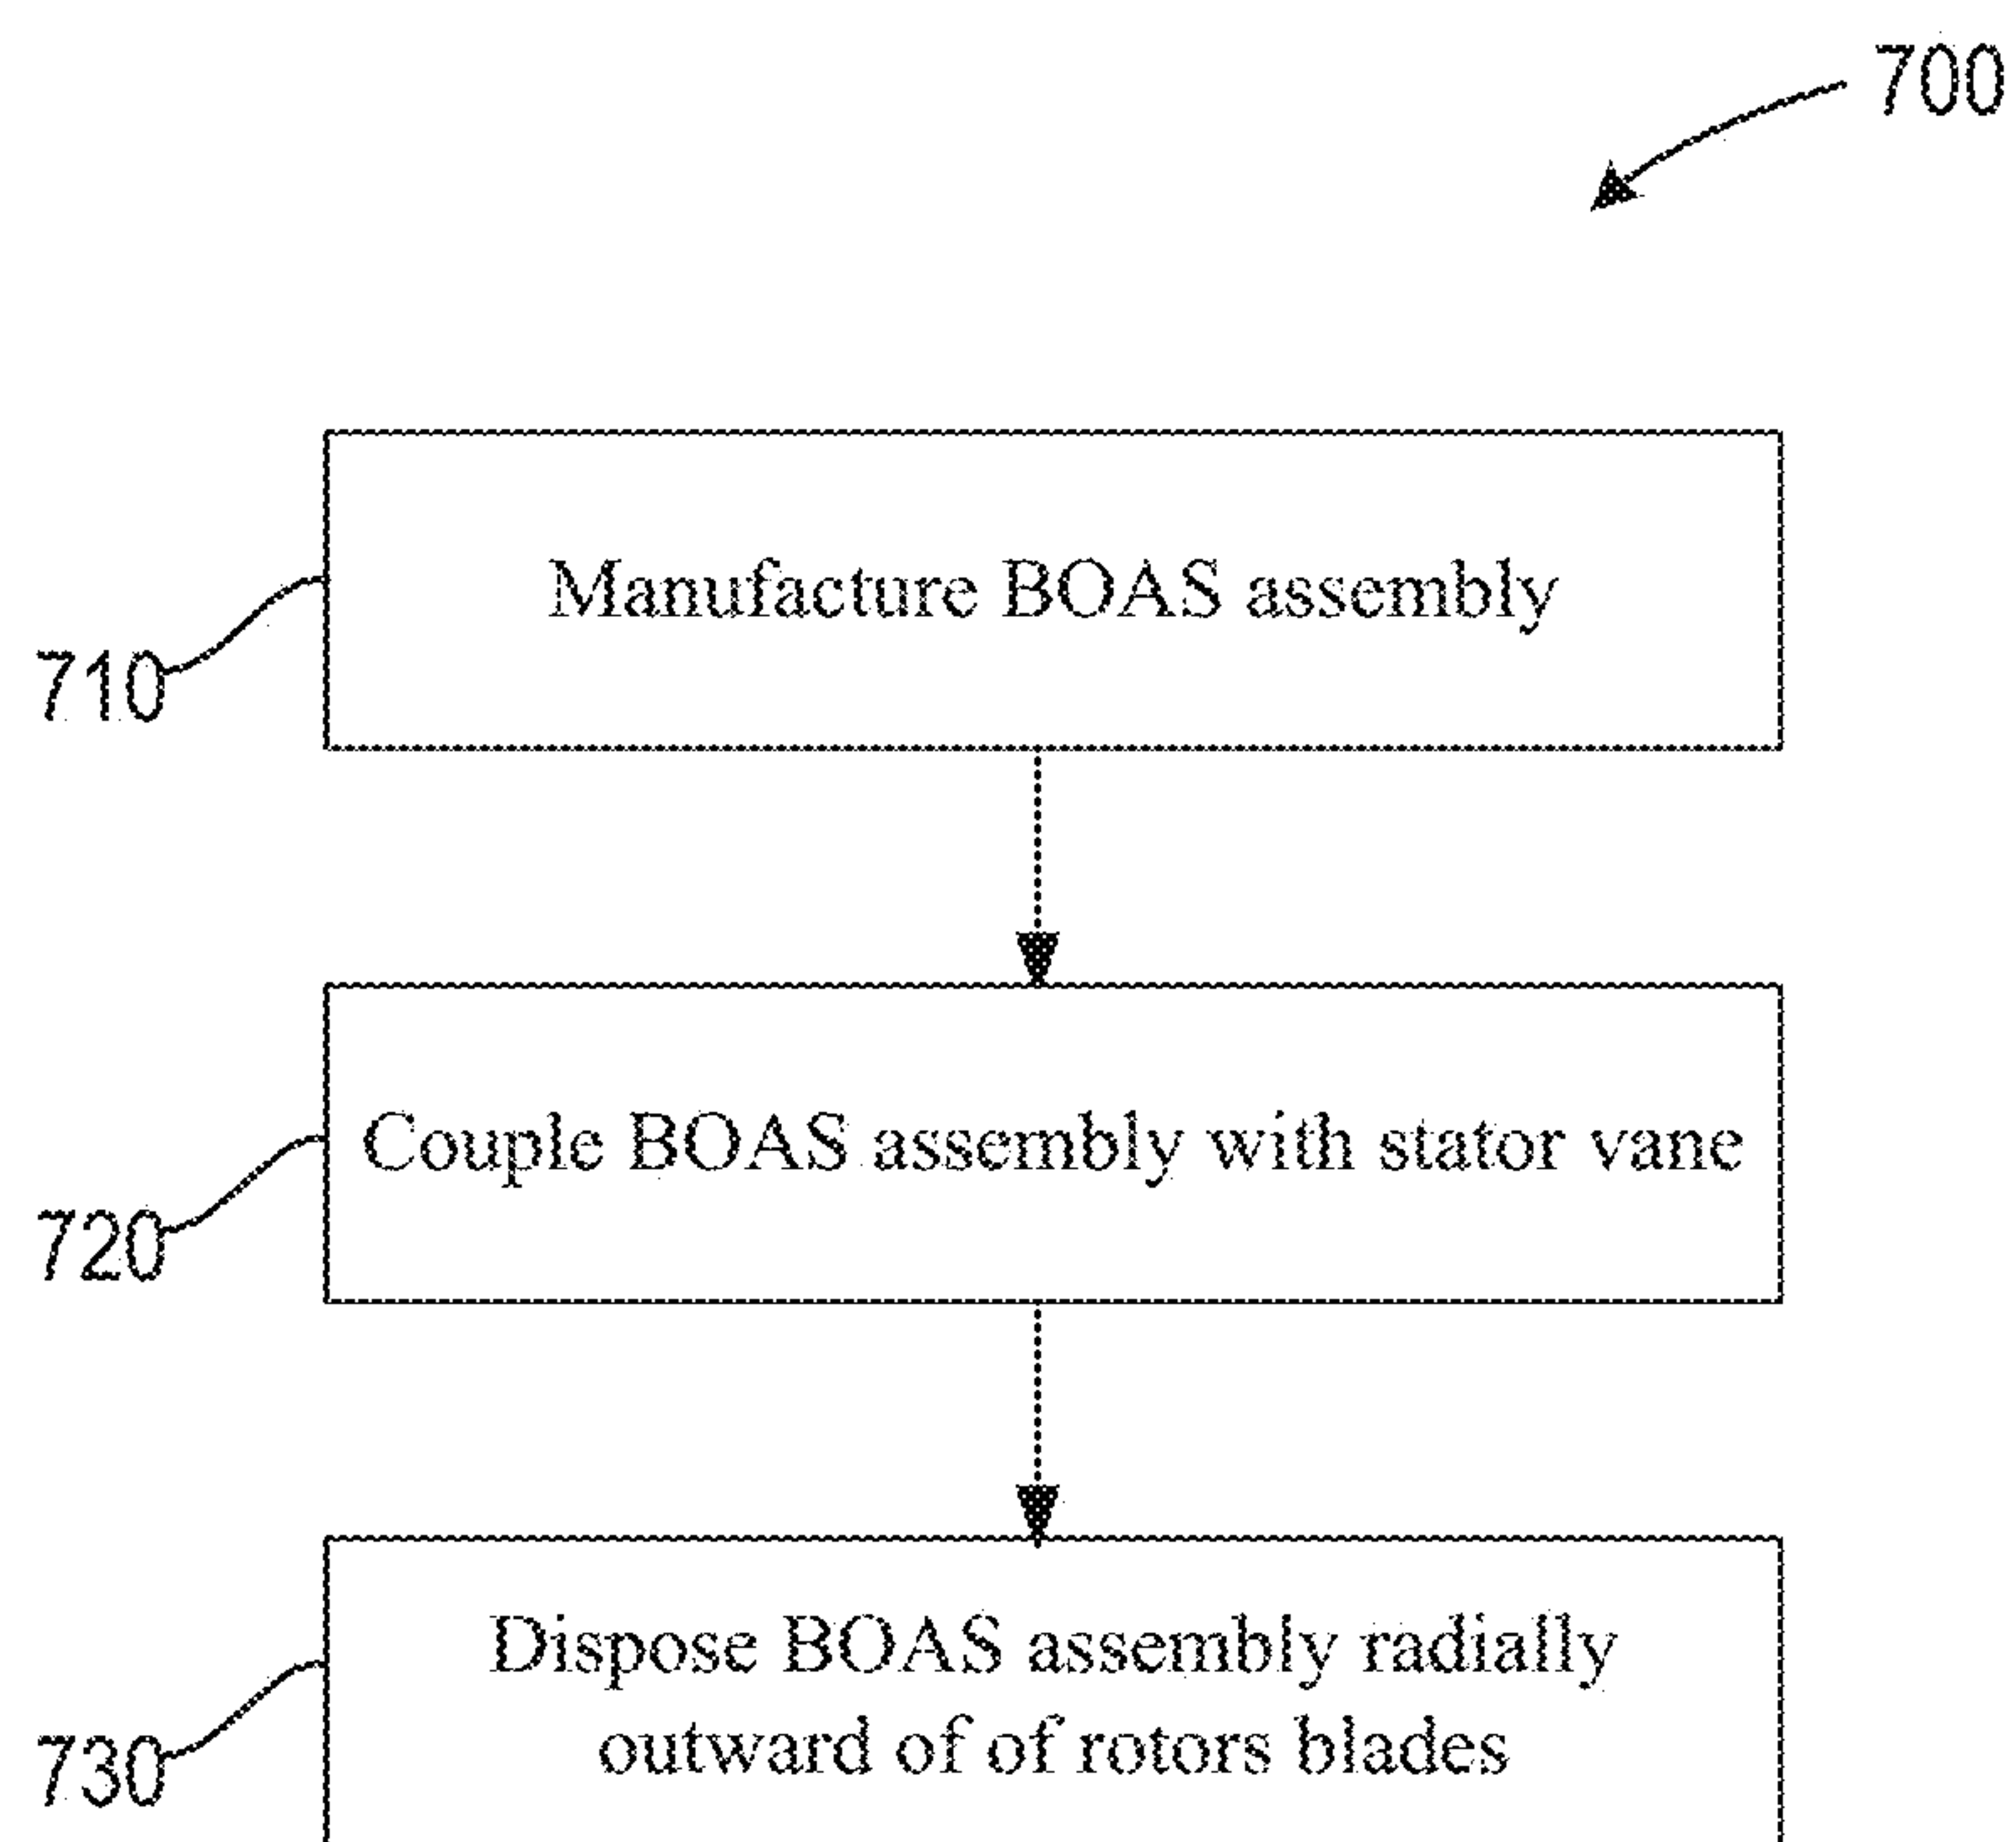 700
Manufacture BOAS assembly
710
Couple BOAS assembly with stator vane
720
Dispose BOAS assembly radially
outward of of rotors blades
730